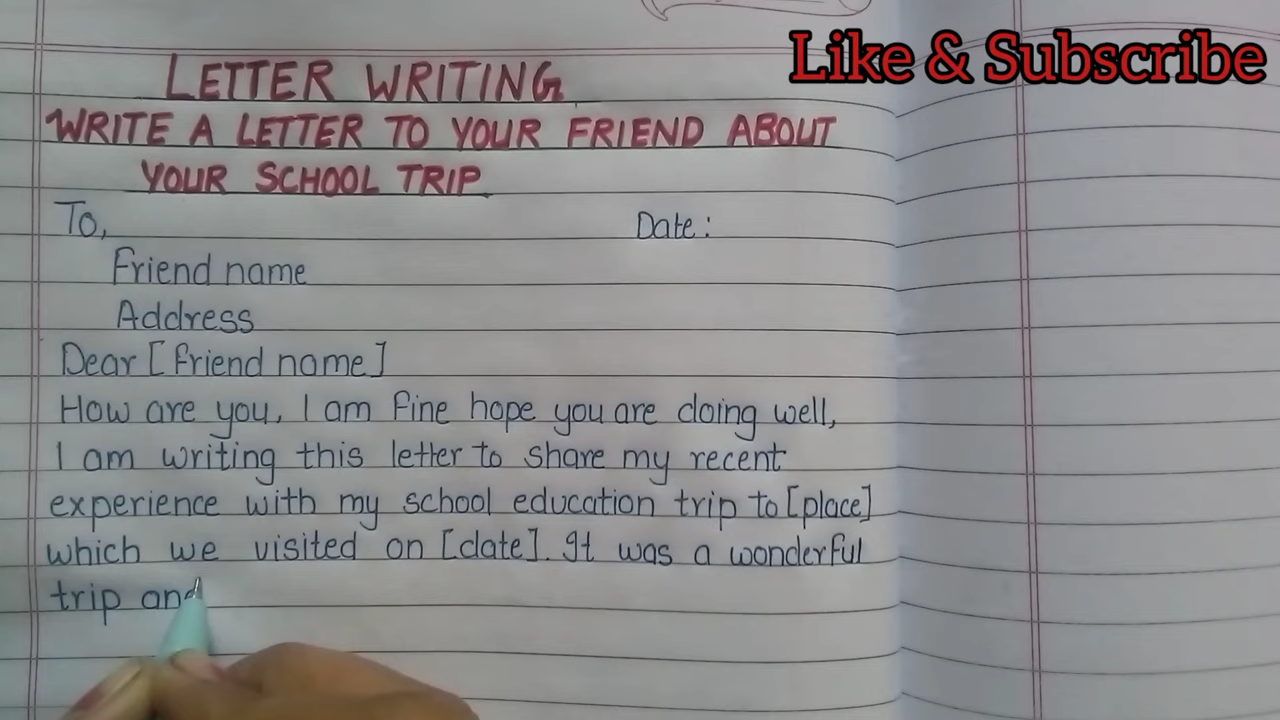 Like & Subscribe
LETTER WRITING
WRITE A LETTER TO YOUR FRIEND ABOUT
YOUR SCHOOL TRIP
To,
Date:
Friend name
Address
Dear [friend name]
How are you, I am fine hope you are doing well,
I am writing this letter to share my recent
experience with my school education trip to [place]
which we visited on [date]. It was a wonderful
trip and